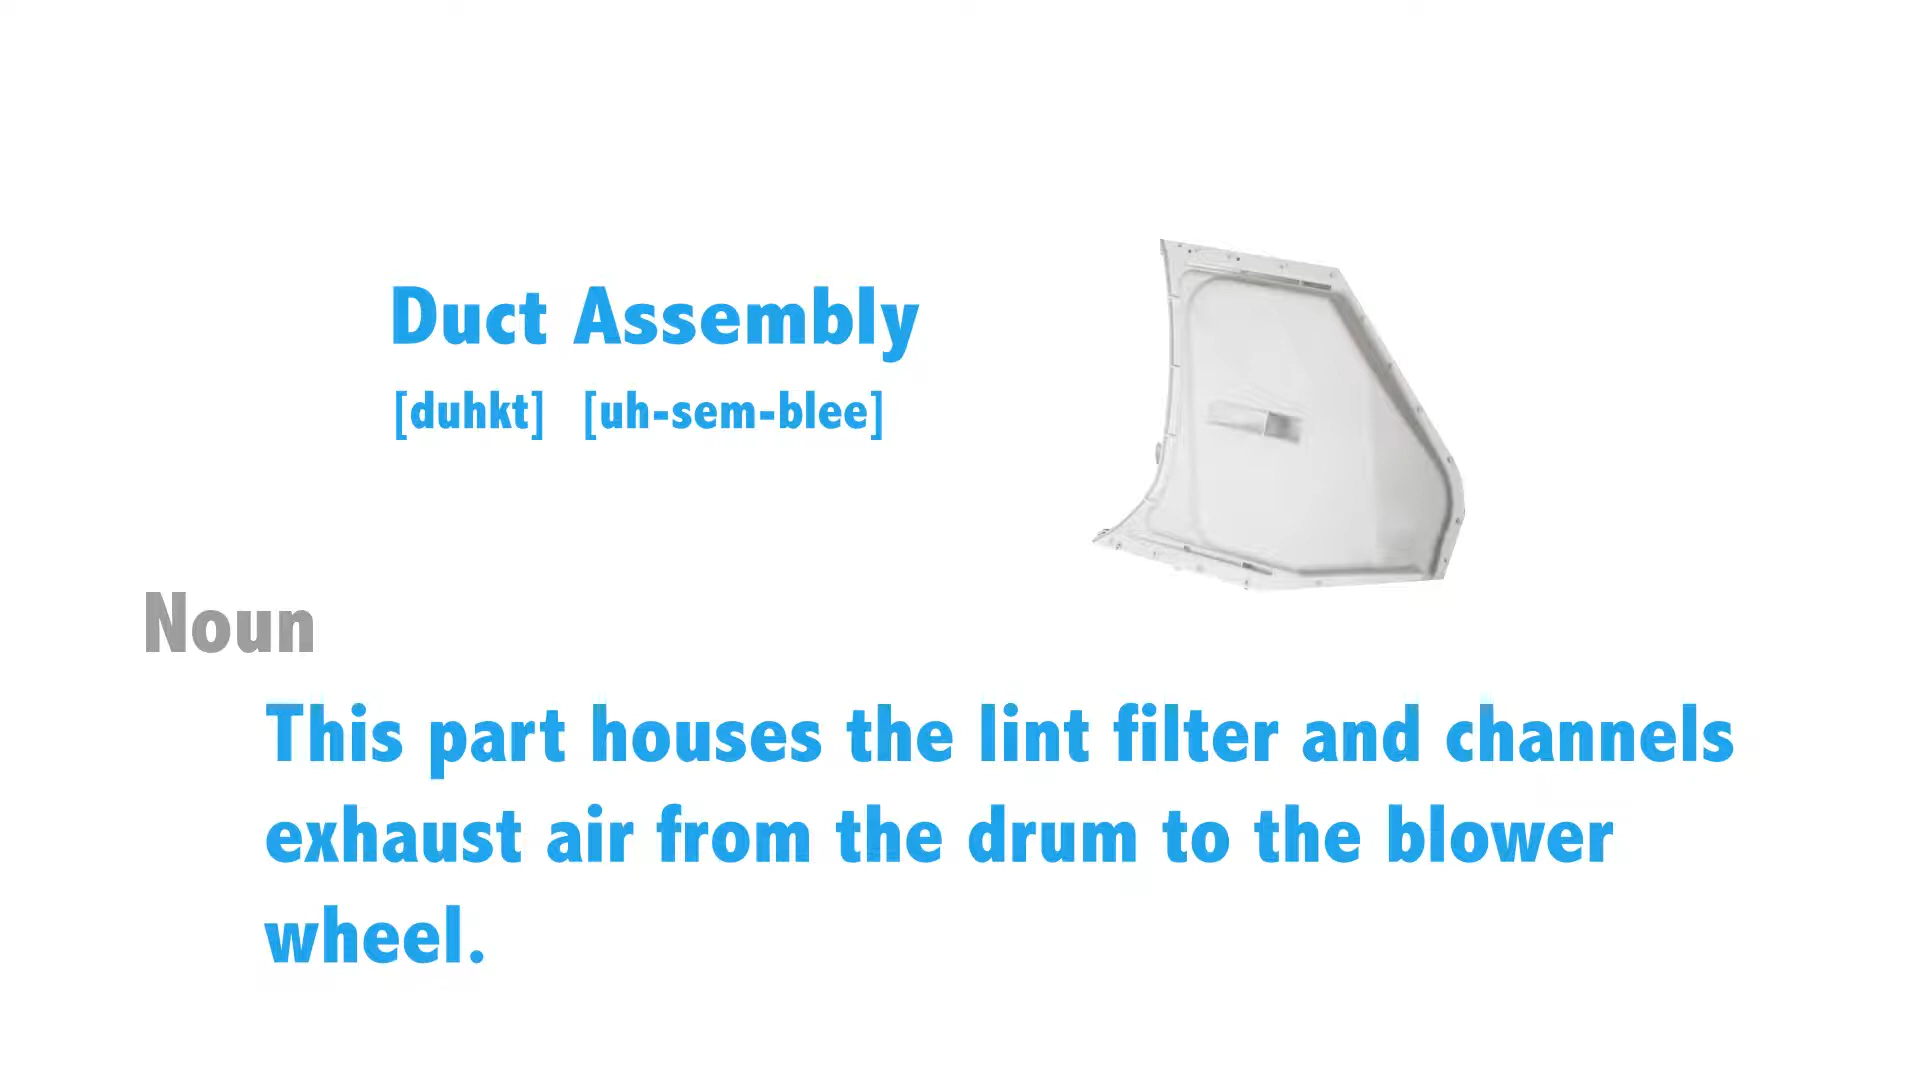 Duct Assembly
[duhkt] [uh-sem-blee]
Noun
This part houses the lint filter and channels
exhaust air from the drum to the blower
wheel.